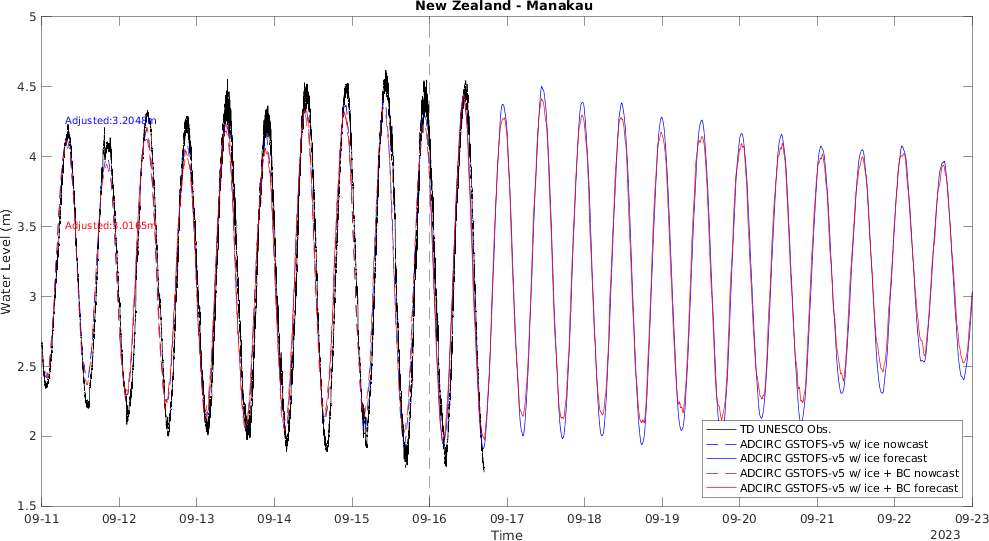 New Zealand - Manakau
5
4.5
4
3.5
3
2.5
2
1.5
Water Level (m)
Adjusted:3.2048m
Adjusted:3.0165m
TD UNESCO Obs.
ADCIRC GSTOFS-v5 w/ ice nowcast
ADCIRC GSTOFS-v5 w/ ice forecast
ADCIRC GSTOFS-v5 w/ ice + BC nowcast
ADCIRC GSTOFS-v5 w/ ice + BC forecast
09-11 09-12 09-13 09-14 09-15 09-16 09-17 09-18 09-19 09-20 09-21 09-22 09-23
Time
2023